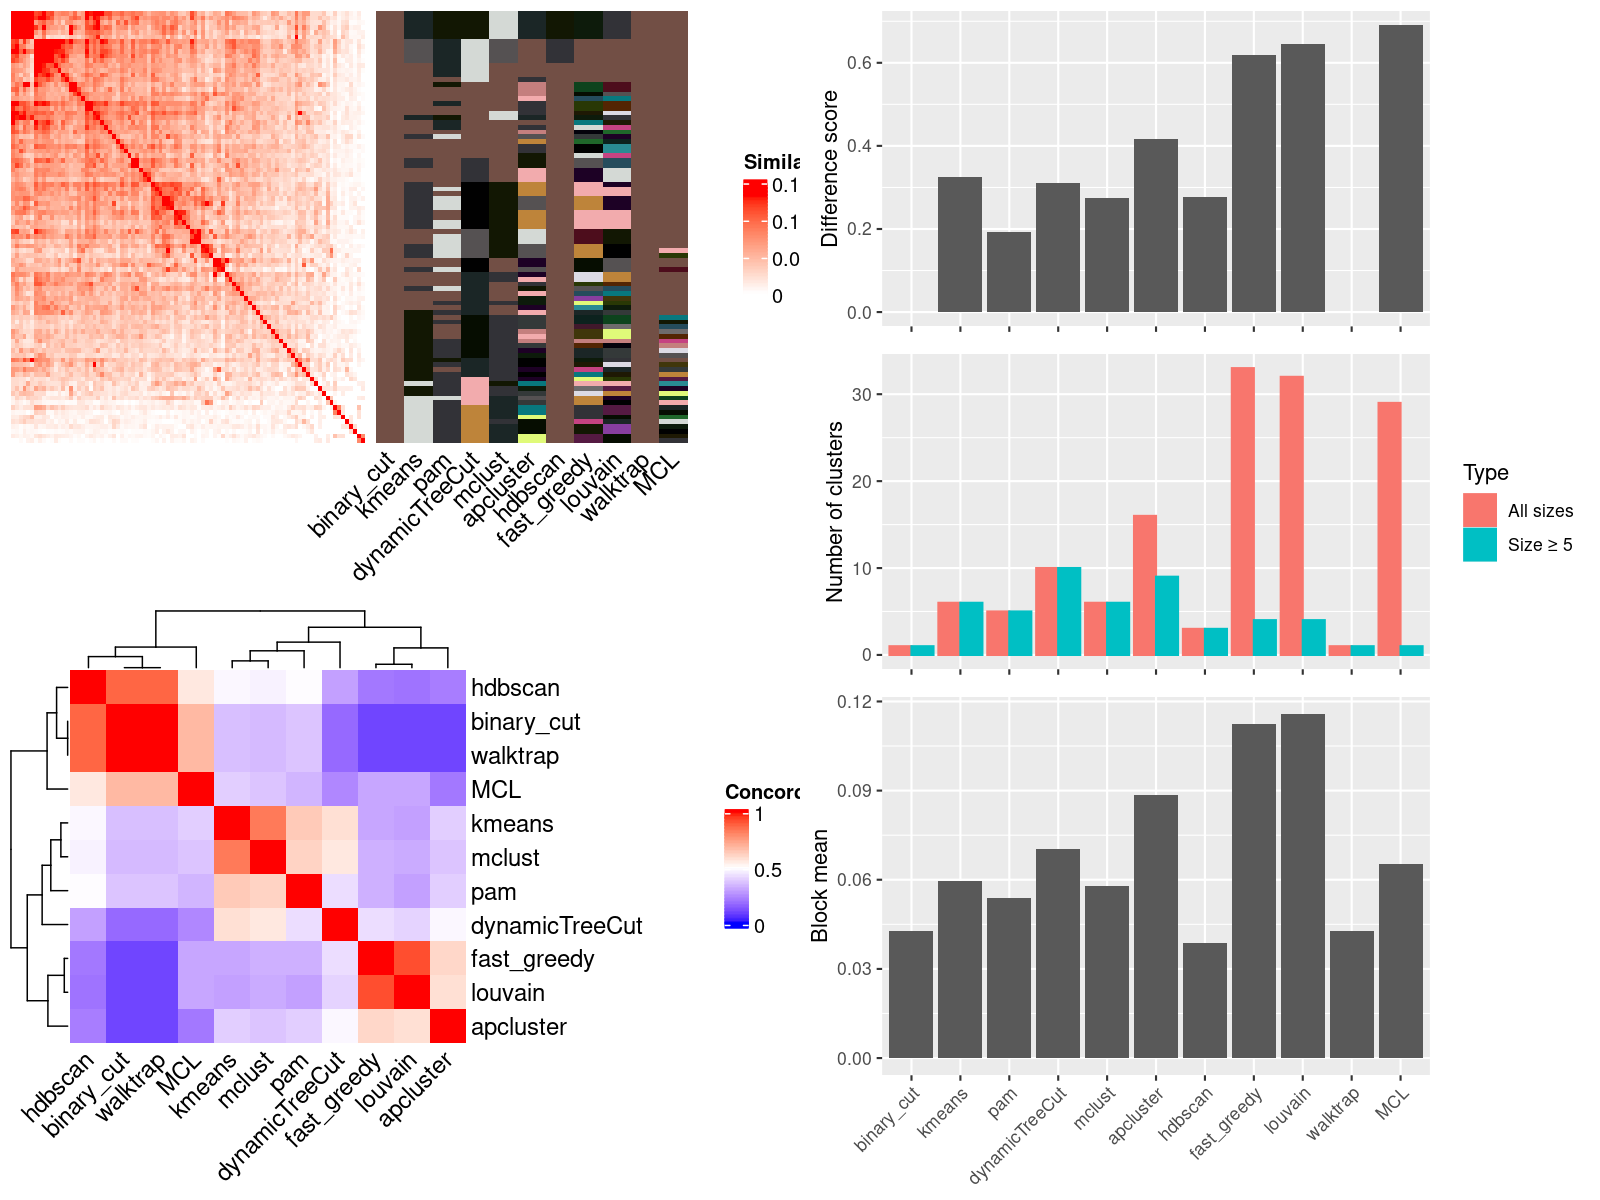 Simila
0.1
0.1
0.0
0
binary_cut
kmeans
pam
dynamicTreeCut
mclust
apcluster
hdbscan
fast_greedy
louvain
walktrap
MCL
hdbscan
binary_cut
walktrap
MCL
kmeans
mclust
pam
dynamicTreeCut
fast_greedy
louvain
apcluster
hdbscan
binary_cut
walktrap
MCL
kmeans
mclust
pam
dynamicTreeCut
fast_greedy
louvain
apcluster
Concord
1
0.5
0
Difference score
0.6
0.4
0.2
0.0
Number of clusters
30
20
10
0
Type
All sizes
Size ≥ 5
Block mean
0.12
0.09
0.06
0.03
0.00
binary_cut
kmeans
pam
dynamicTreeCut
mclust
apcluster
hdbscan
fast_greedy
louvain
walktrap
MCL